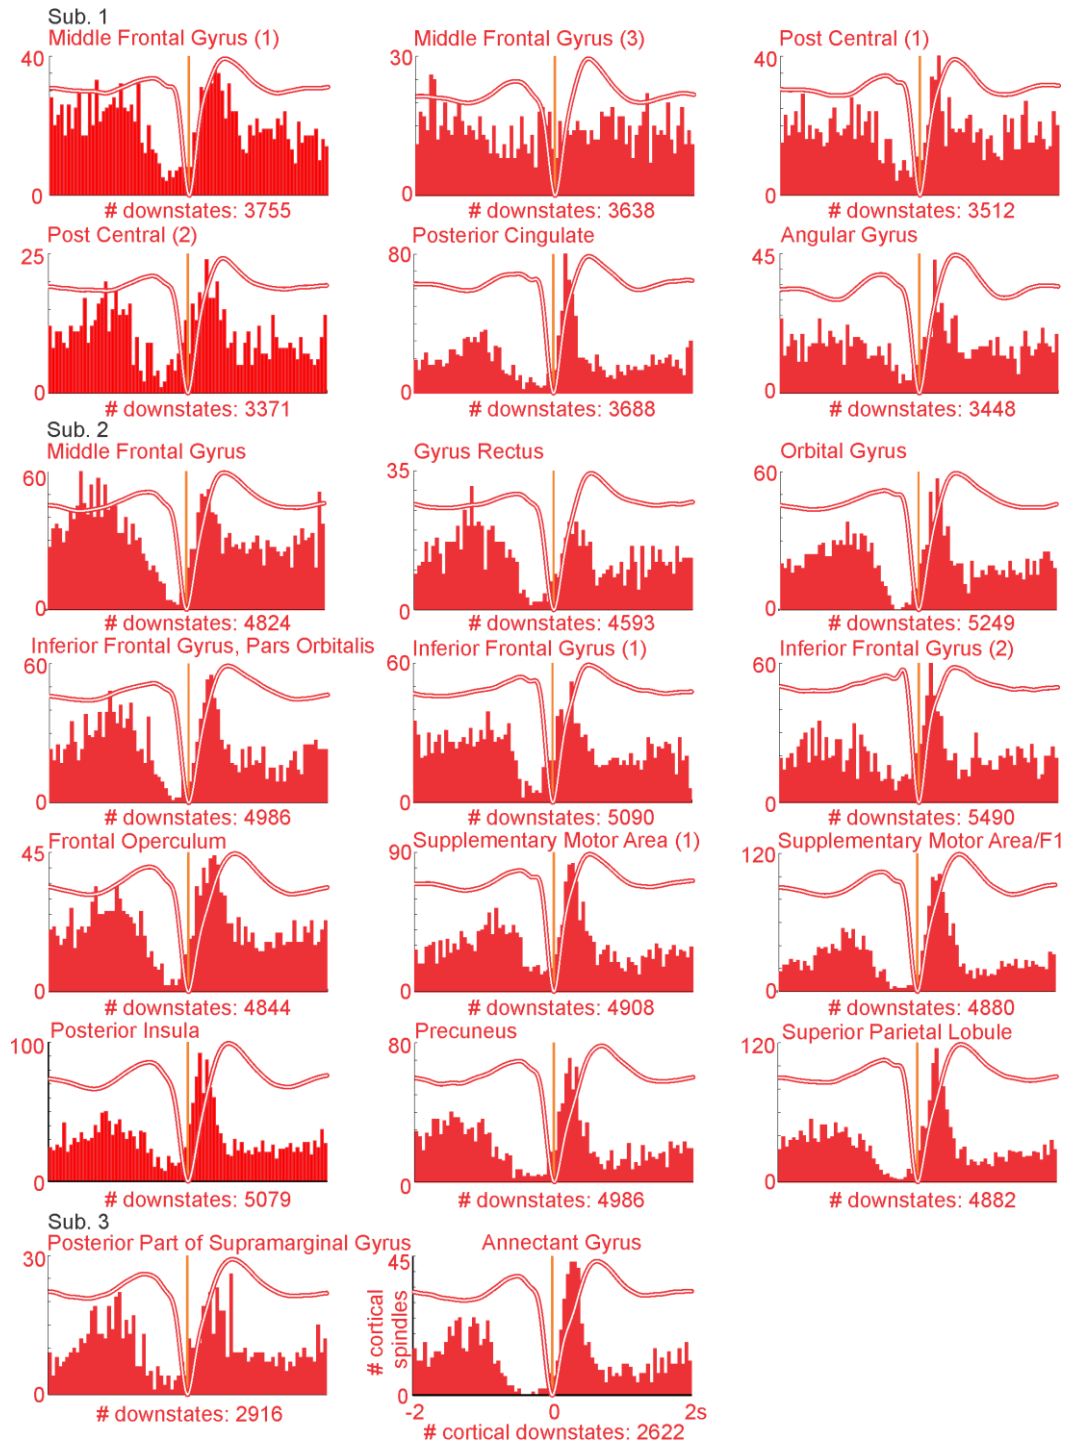 Sub. 1
Middle Frontal Gyrus (1)
40
0
# downstates: 3755
Middle Frontal Gyrus (3)
30
0
# downstates: 3638
Post Central (1)
40
0
# downstates: 3512
Post Central (2)
25
0
# downstates: 3371
Posterior Cingulate
80
0
# downstates: 3688
Angular Gyrus
45
0
# downstates: 3448
Sub. 2
Middle Frontal Gyrus
60
0
# downstates: 4824
Gyrus Rectus
35
0
# downstates: 4593
Orbital Gyrus
60
0
# downstates: 5249
Inferior Frontal Gyrus, Pars Orbitalis
60
0
# downstates: 4986
Inferior Frontal Gyrus (1)
60
0
# downstates: 5090
Inferior Frontal Gyrus (2)
60
0
# downstates: 5490
Frontal Operculum
45
0
# downstates: 4844
Supplementary Motor Area (1)
90
0
# downstates: 4908
Supplementary Motor Area/F1
120
0
# downstates: 4880
Posterior Insula
100
0
# downstates: 5079
Precuneus
80
0
# downstates: 4986
Superior Parietal Lobule
120
0
# downstates: 4882
Sub. 3
Posterior Part of Supramarginal Gyrus
30
0
# downstates: 2916
Annectant Gyrus
45
# cortical
spindles
0
-2 0 2s
# cortical downstates: 2622